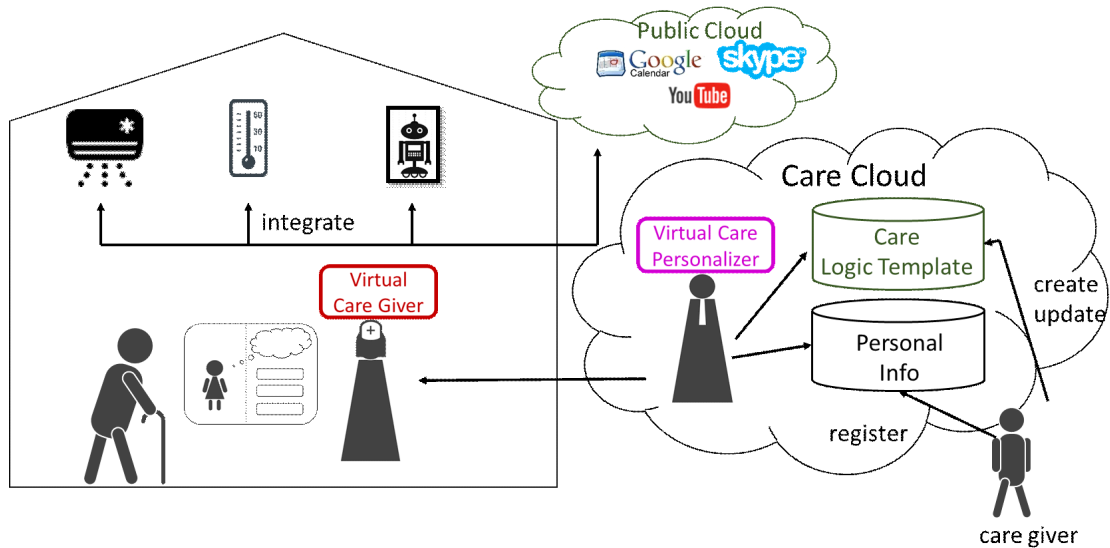 Public Cloud
Google
Calendar
skype™
YouTube
50
30
10
integrate
Care Cloud
Virtual Care
Personalizer
Care
Logic Template
create
update
Virtual
Care Giver
Personal
Info
register
care giver